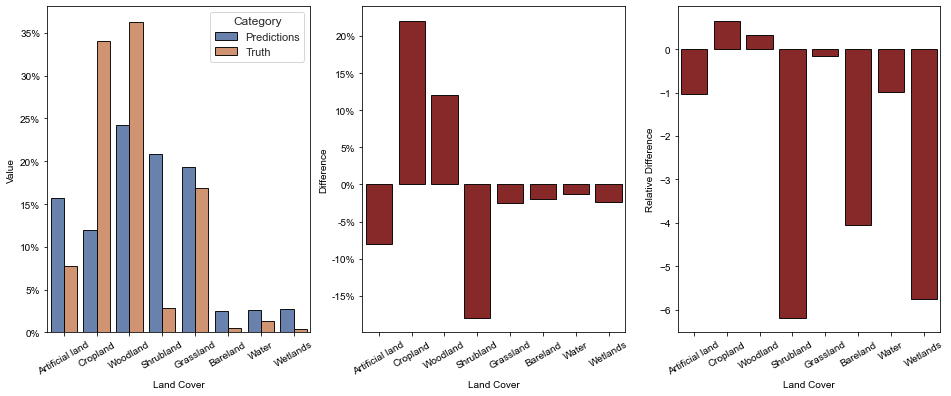 Category
Predictions
Truth
35%
30%
25%
20%
15%
10%
5%
0%
Value
Artificial land
Cropland
Woodland
Shrubland
Grassland
Bareland
Water
Wetlands
Land Cover
20%
15%
10%
5%
0%
-5%
-10%
-15%
Difference
Artificial land
Cropland
Woodland
Shrubland
Grassland
Bareland
Water
Wetlands
Land Cover
0
−1
−2
−3
−4
−5
−6
Relative Difference
Artificial land
Cropland
Woodland
Shrubland
Grassland
Bareland
Water
Wetlands
Land Cover